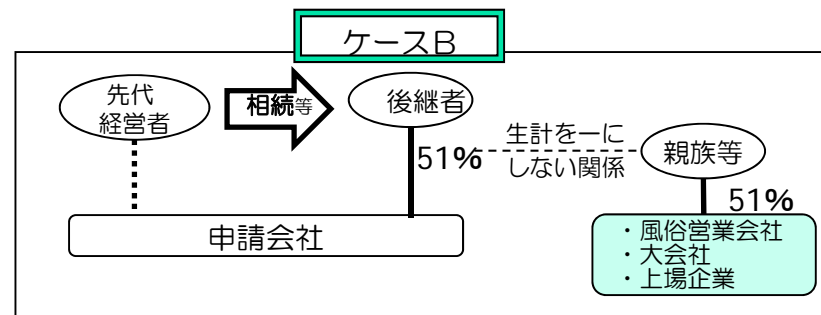 ケースB
先代
経営者
相続等
後継者
51%
生計を一に
しない関係
親族等
51%
申請会社
・風俗営業会社
・大会社
・上場企業